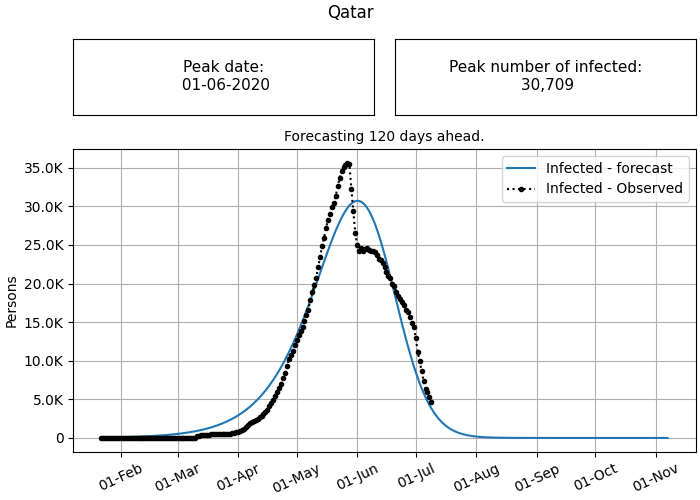 Qatar
Peak date:
01-06-2020
Peak number of infected:
30,709
Forecasting 120 days ahead.
Infected - forecast
Infected - Observed
35.0K
30.0K
25.0K
20.0K
15.0K
10.0K
5.0K
0
Persons
01-Feb
01-Mar
01-Apr
01-May
01-Jun
01-Jul
01-Aug
01-Sep
01-Oct
01-Nov